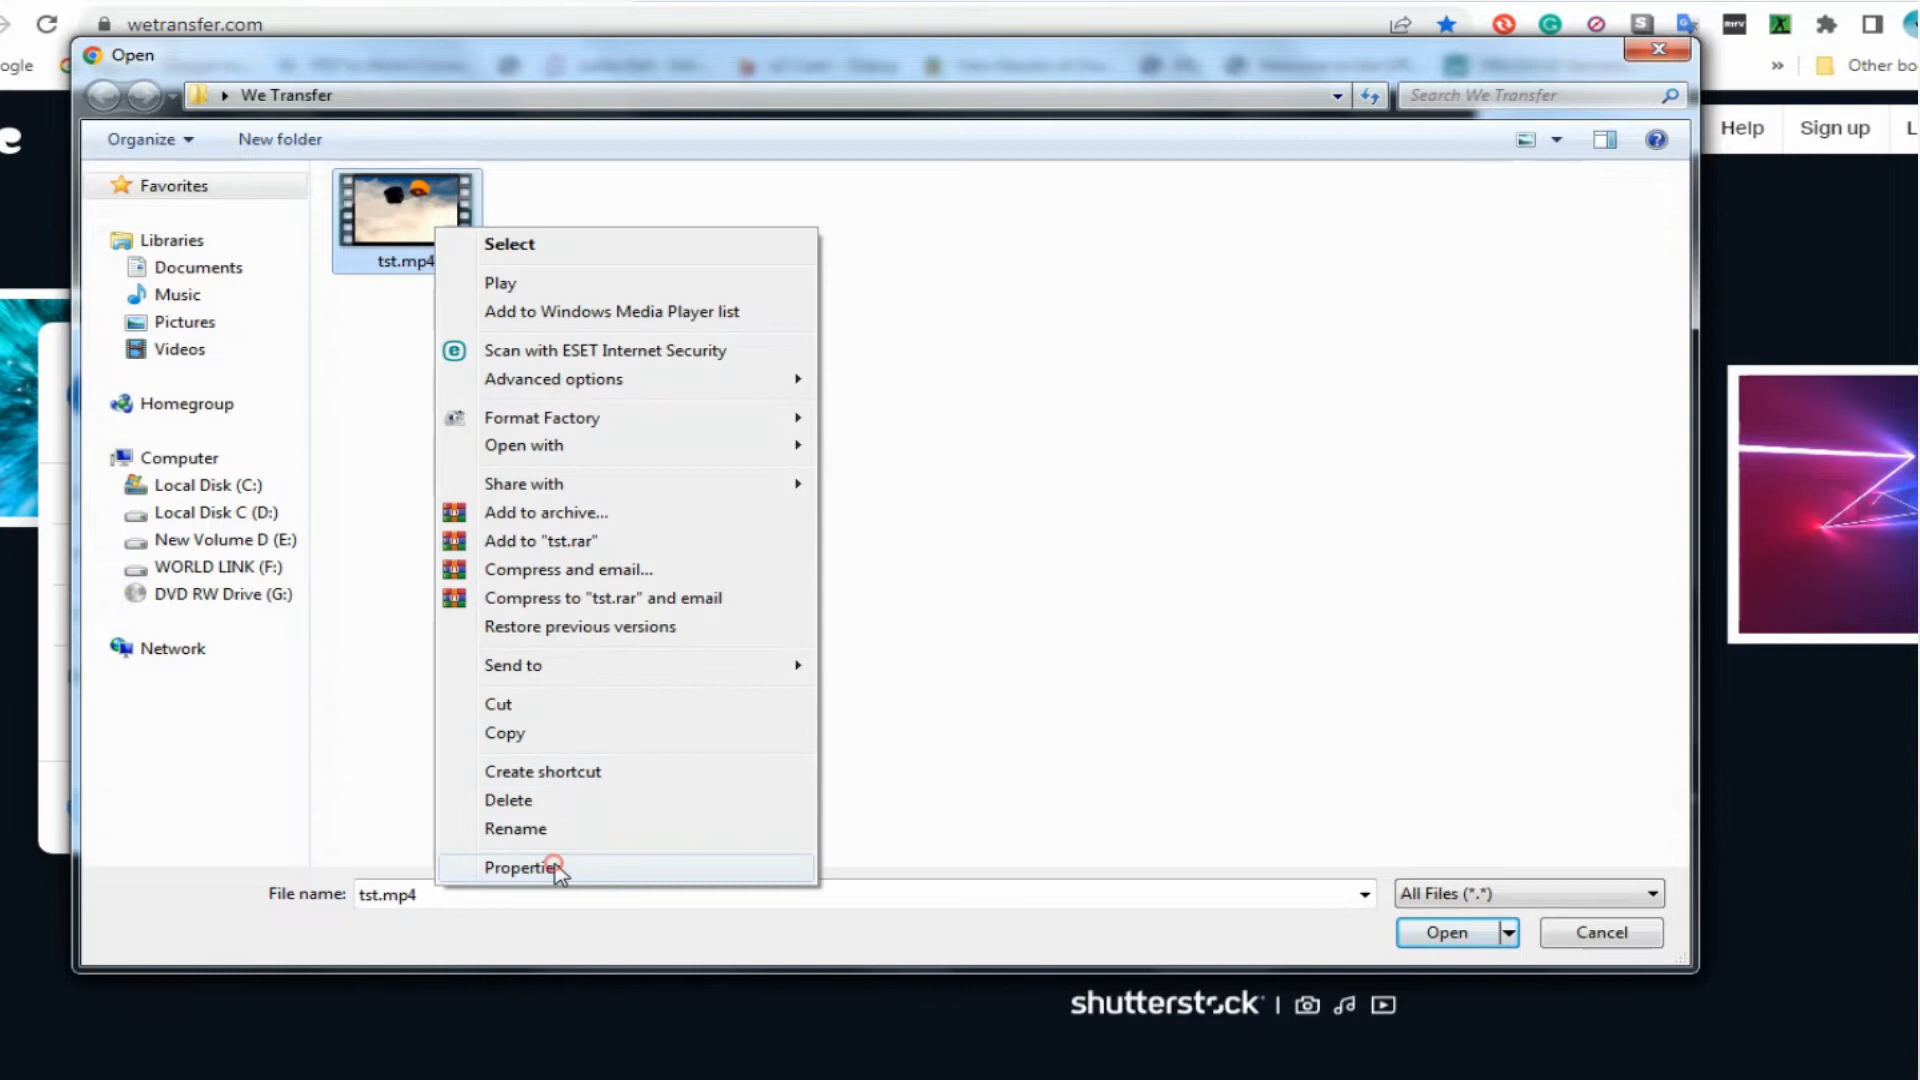 wetransfer.com
ogle
Other bo
Open
We Transfer
Search We Transfer
Organize
New folder
Help
Sign up
L
Favorites
Libraries
Documents
Music
Pictures
Videos
Homegroup
Computer
Local Disk (C:)
Local Disk C (D:)
New Volume D (E:)
WORLD LINK (F:)
DVD RW Drive (G:)
Network
tst.mp4
Select
Play
Add to Windows Media Player list
Scan with ESET Internet Security
Advanced options
Format Factory
Open with
Share with
Add to archive...
Add to "tst.rar"
Compress and email...
Compress to "tst.rar" and email
Restore previous versions
Send to
Cut
Copy
Create shortcut
Delete
Rename
Properties
File name: tst.mp4
All Files (*.*)
Open
Cancel
shutterstock